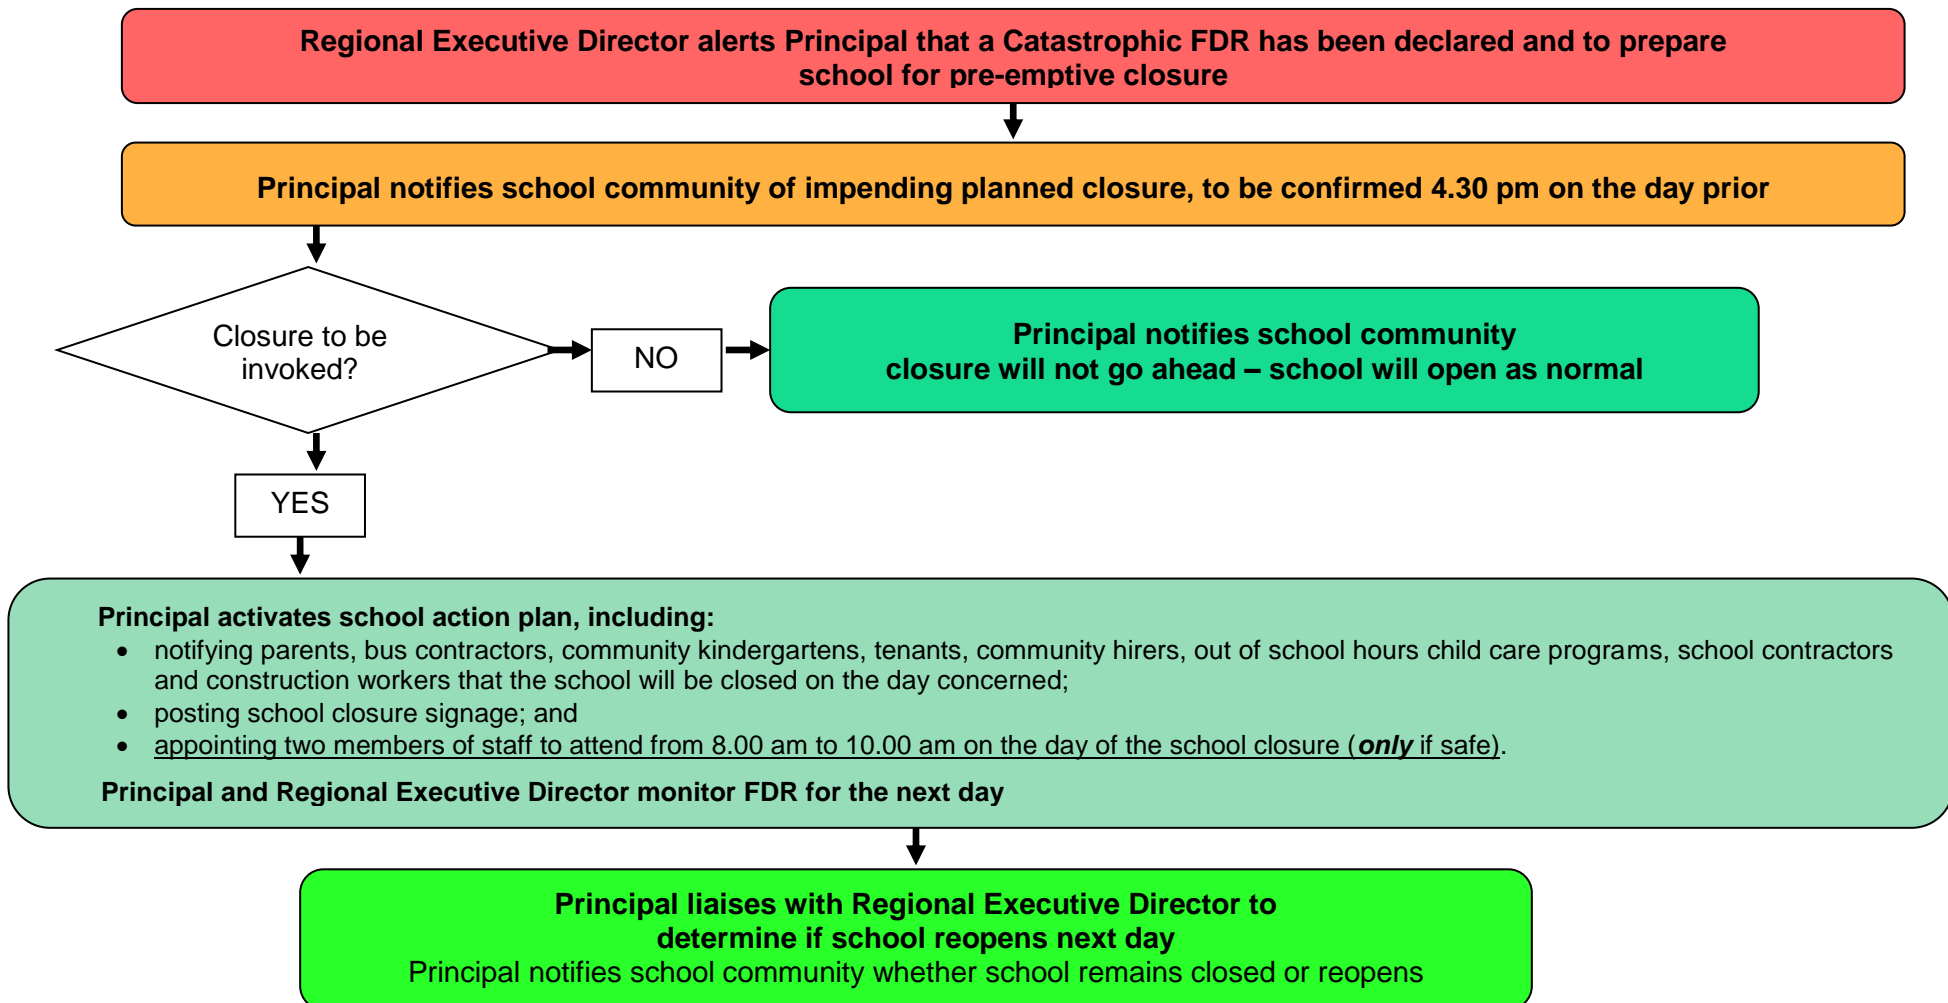 Regional Executive Director alerts Principal that a Catastrophic FDR has been declared and to prepare
school for pre-emptive closure
Principal notifies school community of impending planned closure, to be confirmed 4.30 pm on the day prior
Closure to be
invoked?
NO
Principal notifies school community
closure will not go ahead – school will open as normal
YES
Principal activates school action plan, including:
• notifying parents, bus contractors, community kindergartens, tenants, community hirers, out of school hours child care programs, school contractors
and construction workers that the school will be closed on the day concerned;
• posting school closure signage; and
• appointing two members of staff to attend from 8.00 am to 10.00 am on the day of the school closure (only if safe).
Principal and Regional Executive Director monitor FDR for the next day
Principal liaises with Regional Executive Director to
determine if school reopens next day
Principal notifies school community whether school remains closed or reopens